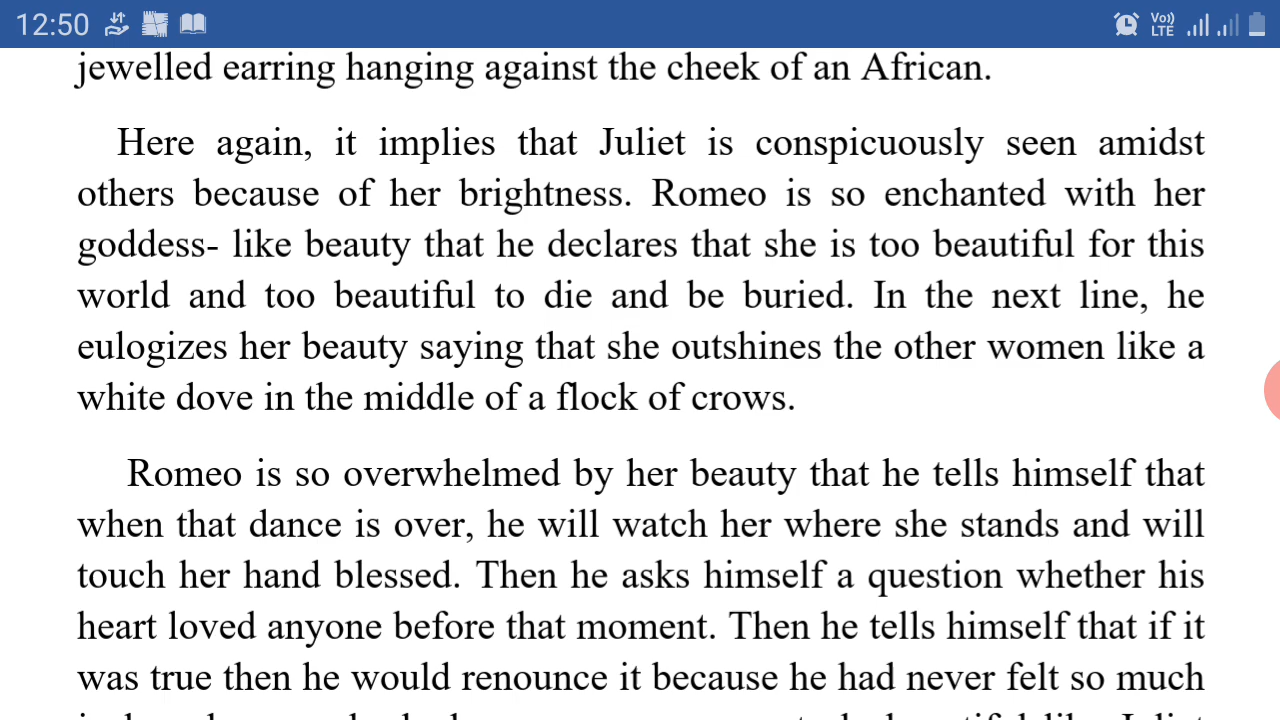 12:50
Vo))
LTE
jewelled earring hanging against the cheek of an African.
Here again, it implies that Juliet is conspicuously seen amidst
others because of her brightness. Romeo is so enchanted with her
goddess- like beauty that he declares that she is too beautiful for this
world and too beautiful to die and be buried. In the next line, he
eulogizes her beauty saying that she outshines the other women like a
white dove in the middle of a flock of crows.
Romeo is so overwhelmed by her beauty that he tells himself that
when that dance is over, he will watch her where she stands and will
touch her hand blessed. Then he asks himself a question whether his
heart loved anyone before that moment. Then he tells himself that if it
was true then he would renounce it because he had never felt so much